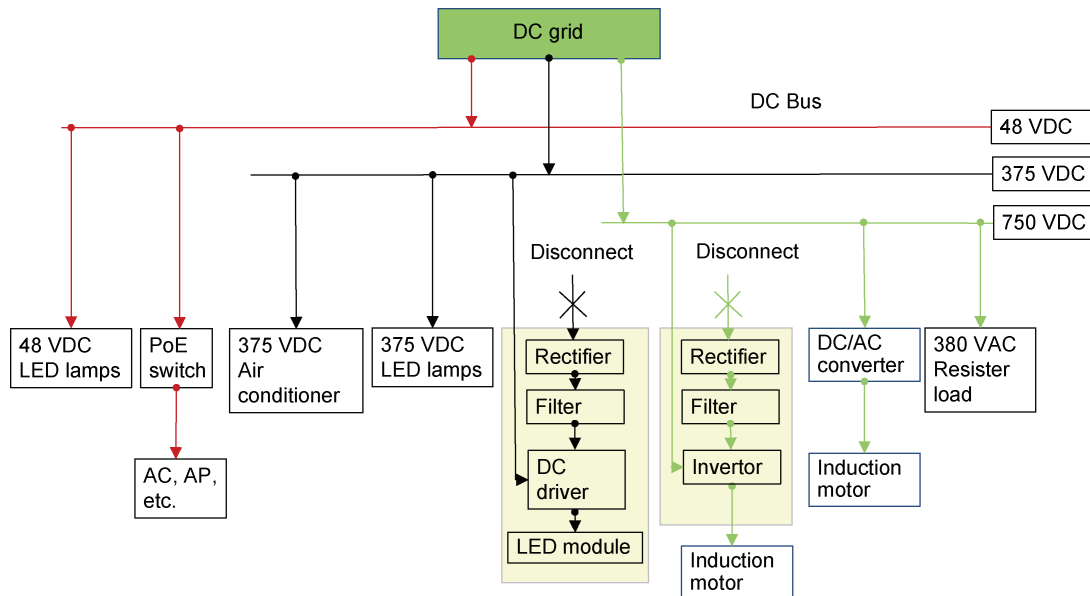 DC grid
DC Bus
48 VDC
375 VDC
750 VDC
Disconnect
Disconnect
48 VDC
LED lamps
PoE
switch
375 VDC
Air
conditioner
375 VDC
LED lamps
Rectifier
Filter
DC
driver
LED module
Rectifier
Filter
Invertor
DC/AC
converter
380 VAC
Resister
load
AC, AP,
etc.
Induction
motor
Induction
motor